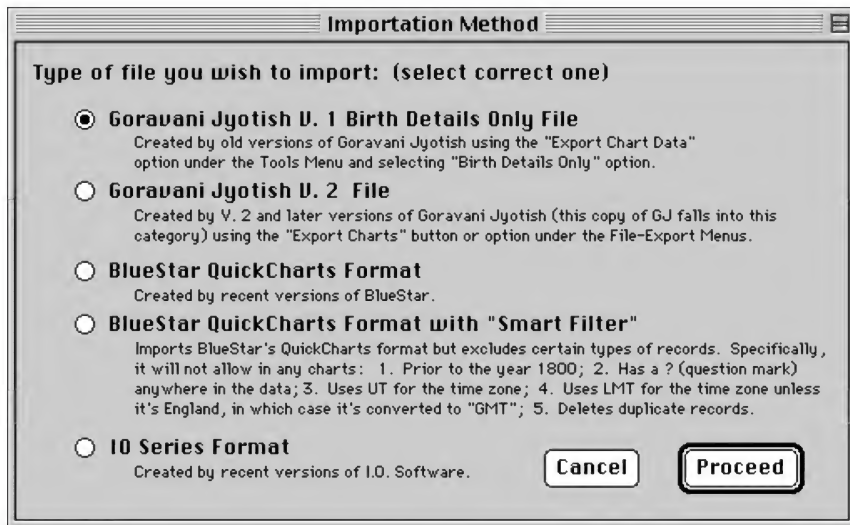 Importation Method
Type of file you wish to import: (select correct one)
Goravani Jyotish V. 1 Birth Details Only File
Created by old versions of Goravani Jyotish using the "Export Chart Data"
option under the Tools Menu and selecting "Birth Details Only" option.
Goravani Jyotish V. 2 File
Created by V. 2 and later versions of Goravani Jyotish (this copy of GJ falls into this
category) using the "Export Charts" button or option under the File-Export Menus.
BlueStar QuickCharts Format
Created by recent versions of BlueStar.
BlueStar QuickCharts Format with "Smart Filter"
Imports BlueStar's QuickCharts format but excludes certain types of records. Specifically,
it will not allow in any charts: 1. Prior to the year 1800; 2. Has a ? (question mark)
anywhere in the data; 3. Uses UT for the time zone; 4. Uses LMT for the time zone unless
it's England, in which case it's converted to "GMT"; 5. Deletes duplicate records.
IO Series Format
Created by recent versions of I.O. Software.
Cancel
Proceed